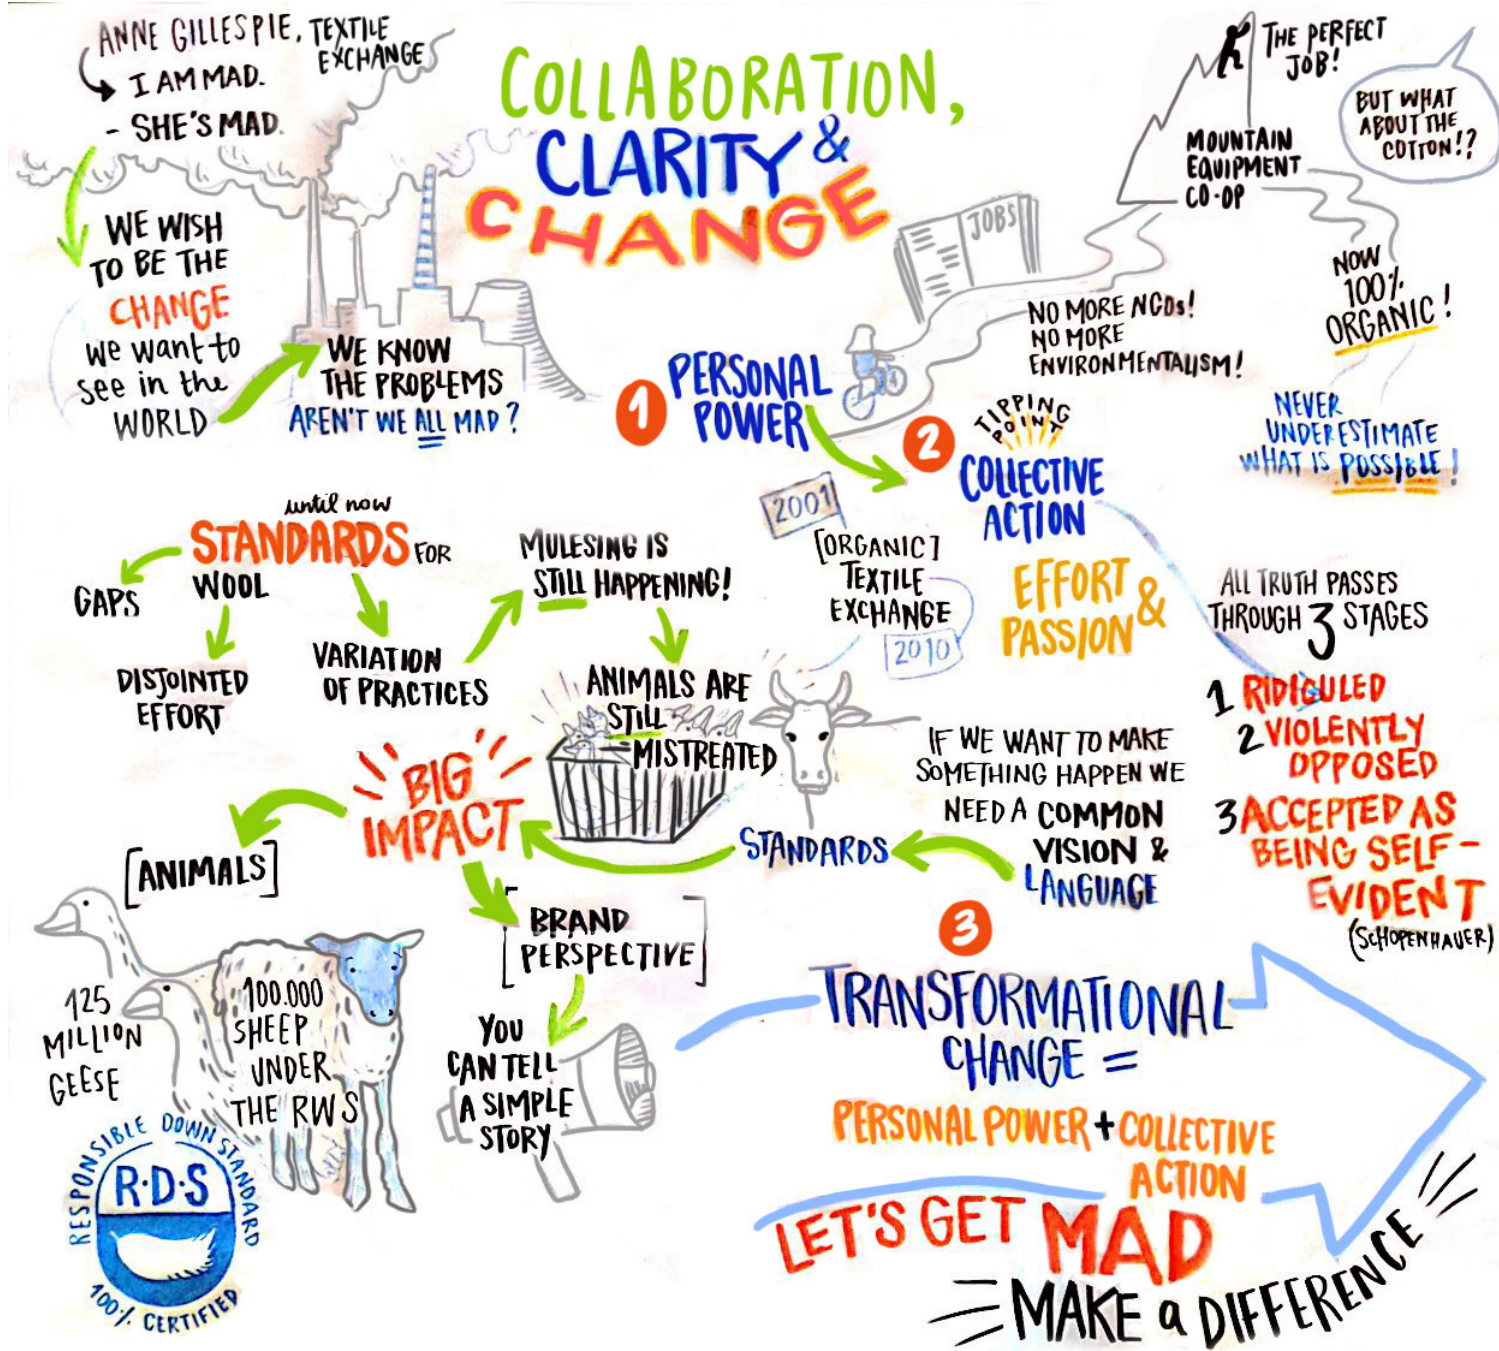 ANNE GILLESPIE, TEXTILE
EXCHANGE
I AM MAD.
- SHE'S MAD.
WE WISH
TO BE THE
CHANGE
we want to
see in the
WORLD
WE KNOW
THE PROBLEMS
AREN'T WE ALL MAD?
COLLABORATION,
CLARITY &
CHANGE
1 PERSONAL
POWER
JOBS
THE PERFECT
JOB!
MOUNTAIN
EQUIPMENT
CO-OP
BUT WHAT
ABOUT THE
COTTON!?
NOW
100%
ORGANIC!
NEVER
UNDERESTIMATE
WHAT IS POSSIBLE!
NO MORE NGOs!
NO MORE
ENVIRONMENTALISM!
2 TIPPING
POINT
COLLECTIVE
ACTION
EFFORT &
PASSION
2001
[ORGANIC]
TEXTILE
EXCHANGE
2010
ALL TRUTH PASSES
THROUGH 3 STAGES
1 RIDICULED
2 VIOLENTLY
OPPOSED
3 ACCEPTED AS
BEING SELF-
EVIDENT
(SCHOPENHAUER)
until now
STANDARDS FOR
WOOL
GAPS
DISJOINTED
EFFORT
VARIATION
OF PRACTICES
MULESING IS
STILL HAPPENING!
ANIMALS ARE
STILL
MISTREATED
IF WE WANT TO MAKE
SOMETHING HAPPEN WE
NEED A COMMON
VISION &
LANGUAGE
STANDARDS
BIG
IMPACT
[ANIMALS]
125
MILLION
GEESE
100.000
SHEEP
UNDER
THE RWS
RESPONSIBLE DOWN STANDARD
R·D·S
100% CERTIFIED
[BRAND
PERSPECTIVE]
YOU
CAN TELL
A SIMPLE
STORY
3
TRANSFORMATIONAL
CHANGE =
PERSONAL POWER + COLLECTIVE
ACTION
LET'S GET MAD
MAKE a DIFFERENCE